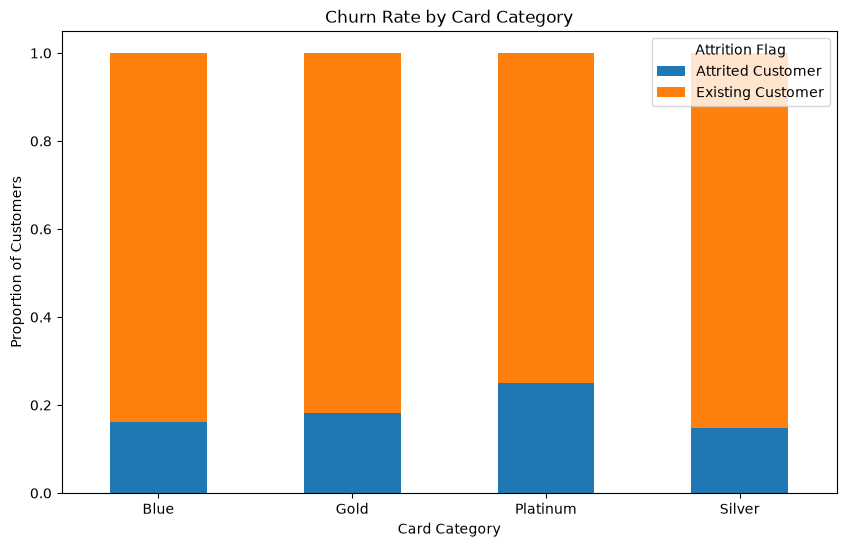 Churn Rate by Card Category
Attrition Flag
Attrited Customer
Existing Customer
Proportion of Customers
1.0
0.8
0.6
0.4
0.2
0.0
Blue
Gold
Platinum
Silver
Card Category